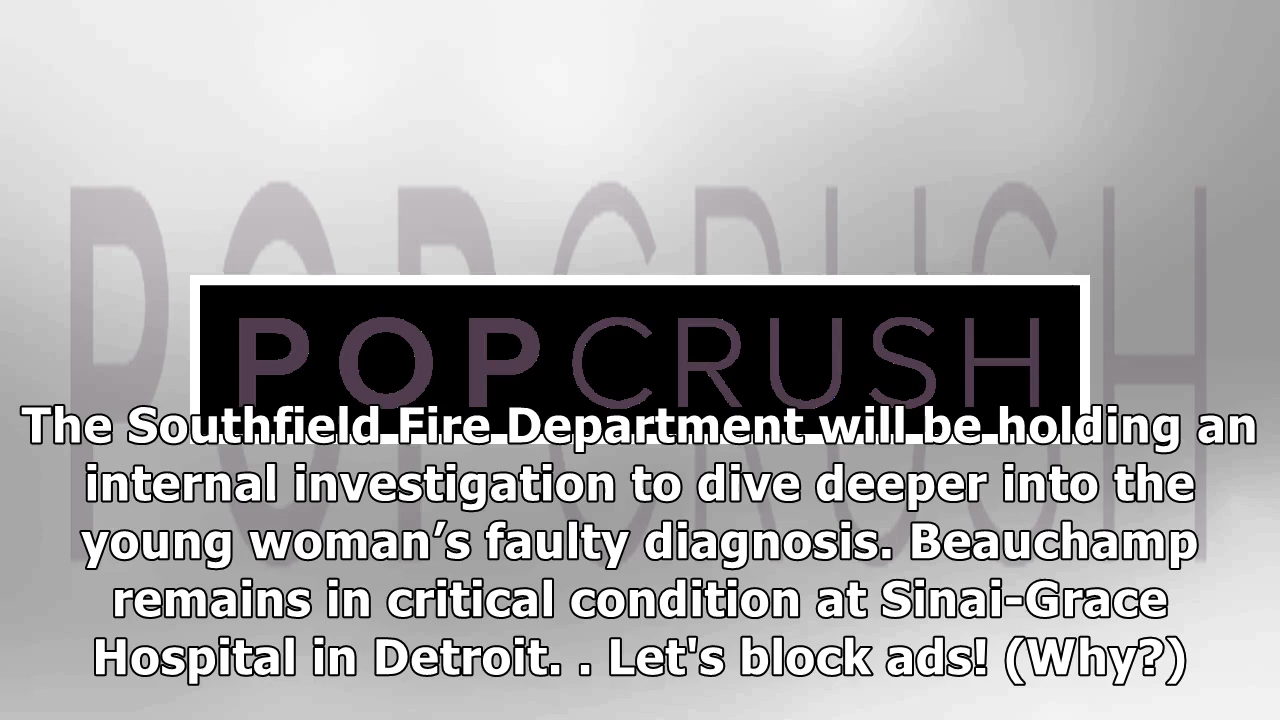 POPCRUSH
POPCRUSH
The Southfield Fire Department will be holding an
internal investigation to dive deeper into the
young woman’s faulty diagnosis. Beauchamp
remains in critical condition at Sinai-Grace
Hospital in Detroit. . Let's block ads! (Why?)